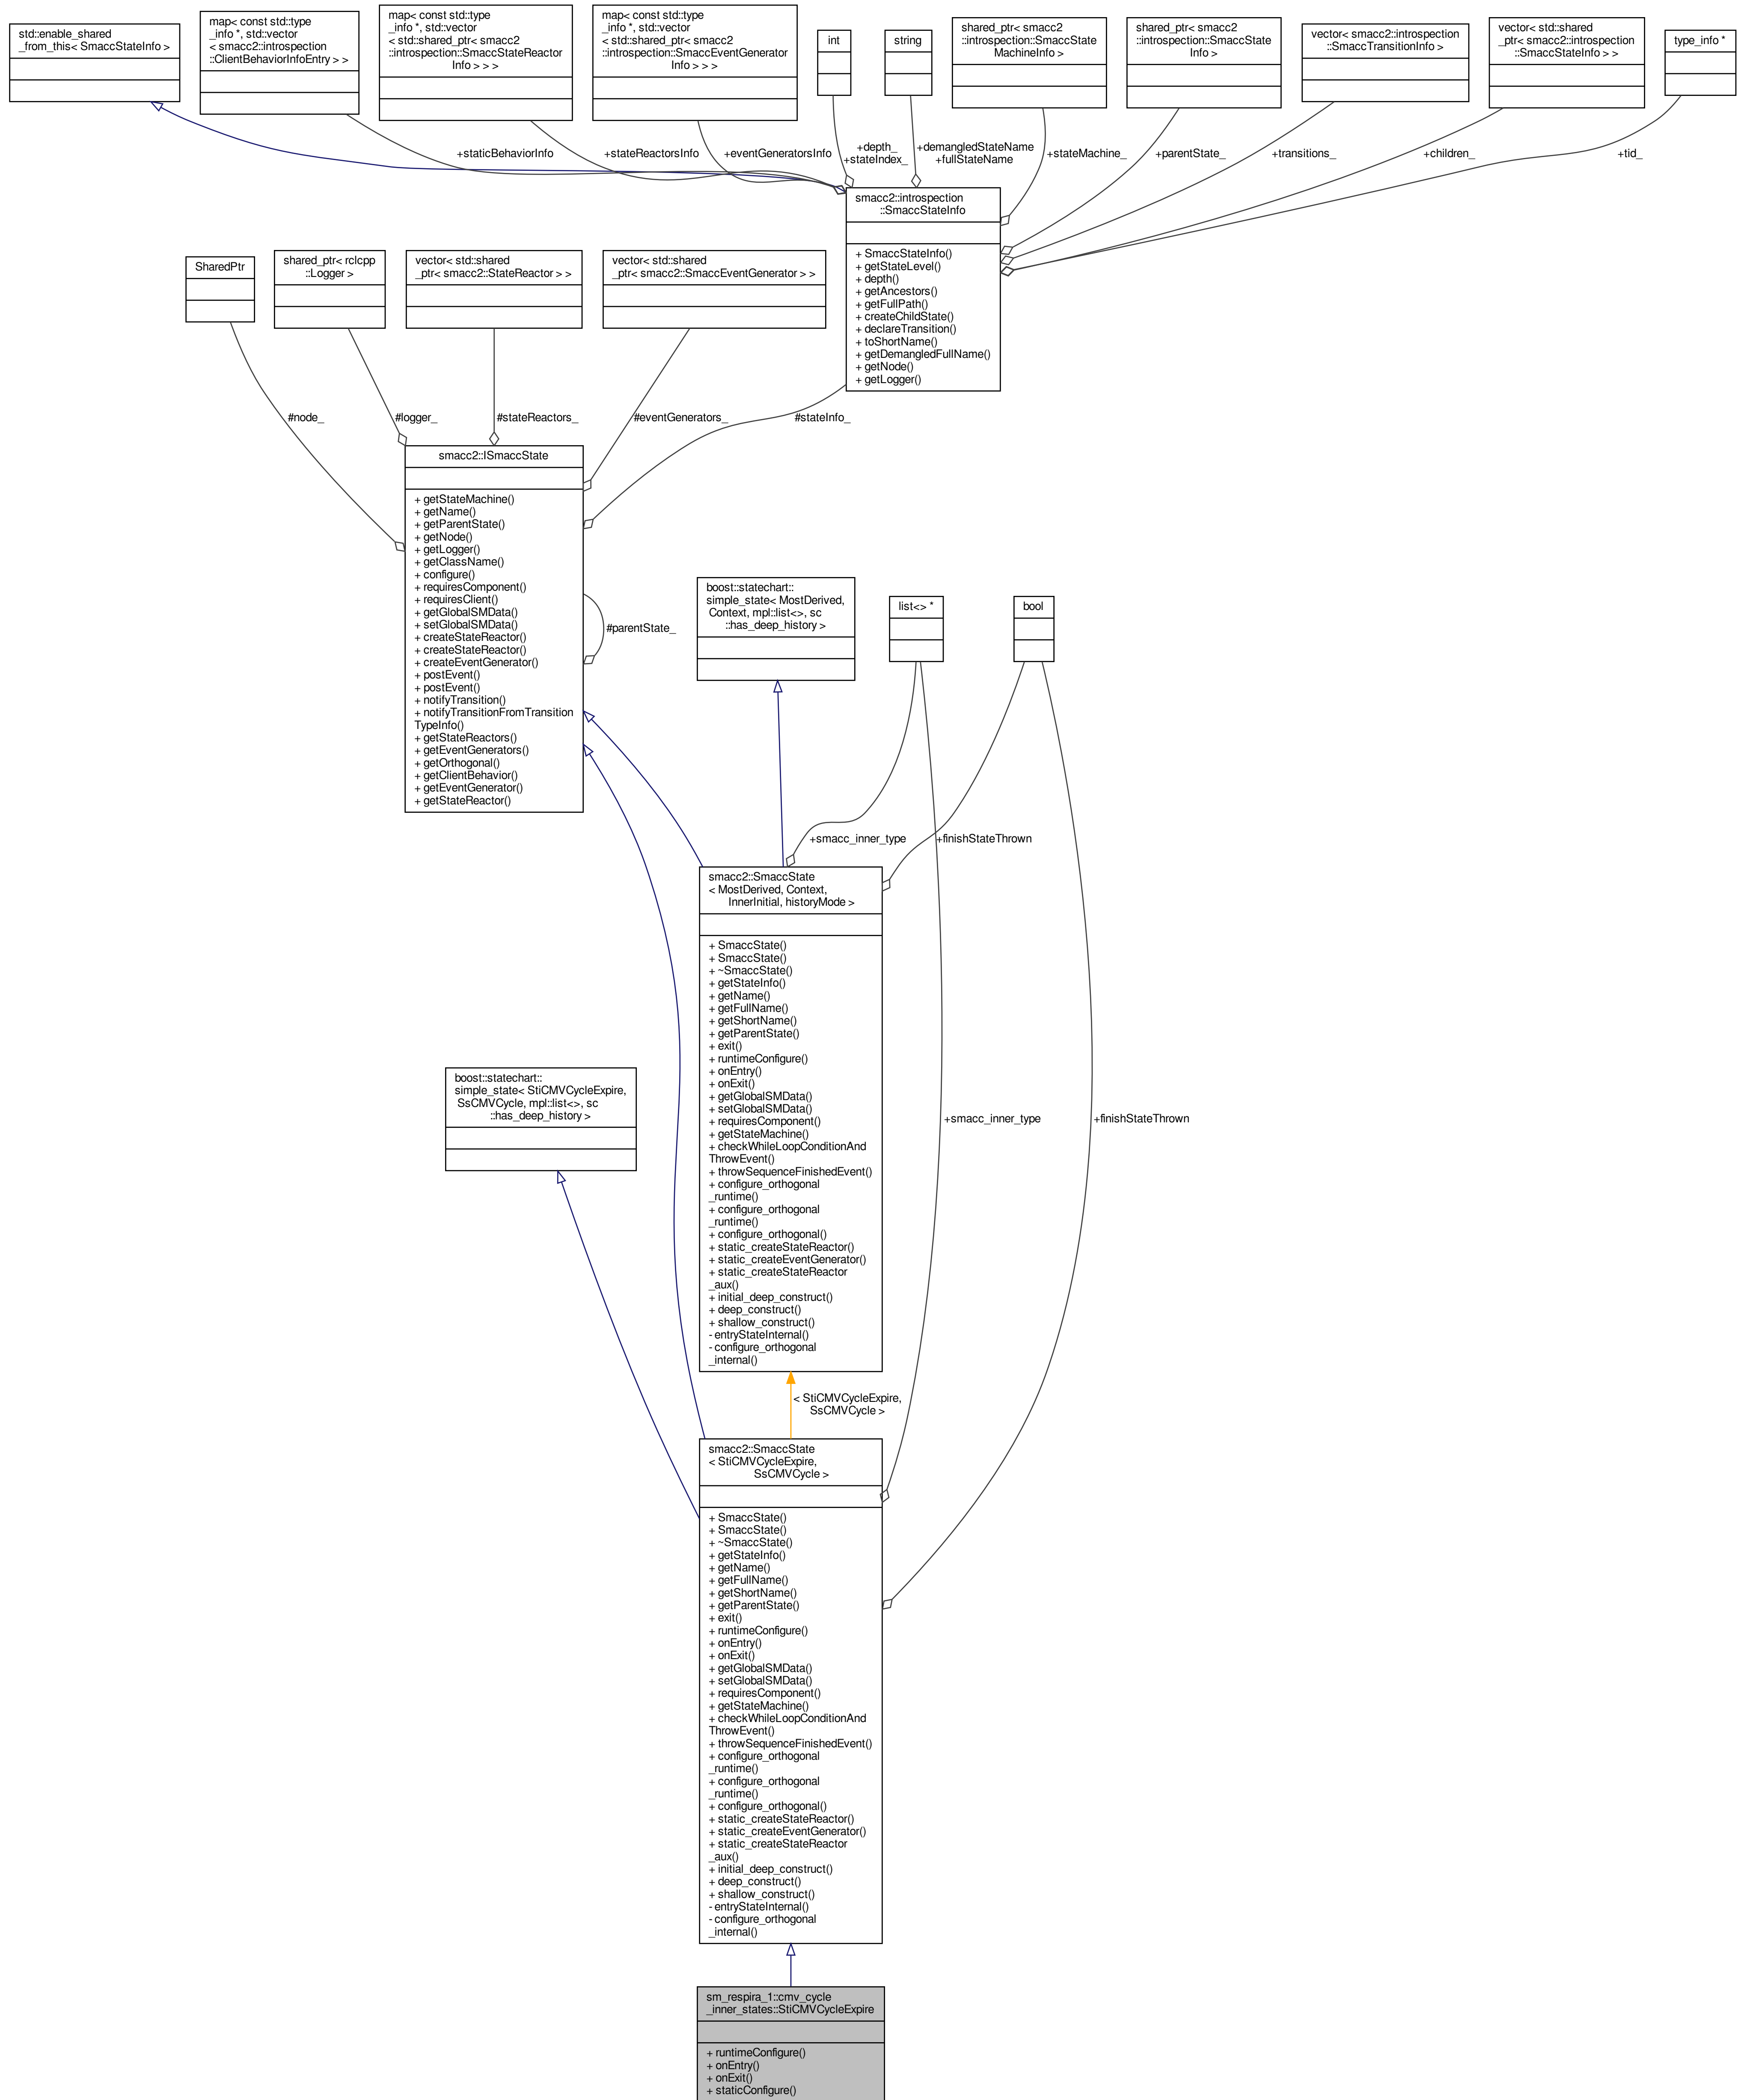 std::enable_shared
_from_this< SmaccStateInfo >
map< const std::type
_info *, std::vector
< smacc2::introspection
::ClientBehaviorInfoEntry > >
map< const std::type
_info *, std::vector
< std::shared_ptr< smacc2
::introspection::SmaccStateReactor
Info > > >
map< const std::type
_info *, std::vector
< std::shared_ptr< smacc2
::introspection::SmaccEventGenerator
Info > > >
int
string
shared_ptr< smacc2
::introspection::SmaccState
MachineInfo >
shared_ptr< smacc2
::introspection::SmaccState
Info >
vector< smacc2::introspection
::SmaccTransitionInfo >
vector< std::shared
_ptr< smacc2::introspection
::SmaccStateInfo > >
type_info *
+staticBehaviorInfo
+stateReactorsInfo
+eventGeneratorsInfo
+depth_
+stateIndex_
+demangledStateName
+fullStateName
+stateMachine_
+parentState_
+transitions_
+children_
+tid_
smacc2::introspection
::SmaccStateInfo
+ SmaccStateInfo()
+ getStateLevel()
+ depth()
+ getAncestors()
+ getFullPath()
+ createChildState()
+ declareTransition()
+ toShortName()
+ getDemangledFullName()
+ getNode()
+ getLogger()
SharedPtr
shared_ptr< rclcpp
::Logger >
vector< std::shared
_ptr< smacc2::StateReactor > >
vector< std::shared
_ptr< smacc2::SmaccEventGenerator > >
#node_
#logger_
#stateReactors_
#eventGenerators_
#stateInfo_
smacc2::ISmaccState
+ getStateMachine()
+ getName()
+ getParentState()
+ getNode()
+ getLogger()
+ getClassName()
+ configure()
+ requiresComponent()
+ requiresClient()
+ getGlobalSMData()
+ setGlobalSMData()
+ createStateReactor()
+ createStateReactor()
+ createEventGenerator()
+ postEvent()
+ postEvent()
+ notifyTransition()
+ notifyTransitionFromTransition
TypeInfo()
+ getStateReactors()
+ getEventGenerators()
+ getOrthogonal()
+ getClientBehavior()
+ getEventGenerator()
+ getStateReactor()
#parentState_
boost::statechart::
simple_state< MostDerived,
Context, mpl::list<>, sc
::has_deep_history >
list<> *
bool
+smacc_inner_type
+finishStateThrown
smacc2::SmaccState
< MostDerived, Context,
InnerInitial, historyMode >
+ SmaccState()
+ SmaccState()
+ ~SmaccState()
+ getStateInfo()
+ getName()
+ getFullName()
+ getShortName()
+ getParentState()
+ exit()
+ runtimeConfigure()
+ onEntry()
+ onExit()
+ getGlobalSMData()
+ setGlobalSMData()
+ requiresComponent()
+ getStateMachine()
+ checkWhileLoopConditionAnd
ThrowEvent()
+ throwSequenceFinishedEvent()
+ configure_orthogonal
_runtime()
+ configure_orthogonal
_runtime()
+ configure_orthogonal()
+ static_createStateReactor()
+ static_createEventGenerator()
+ static_createStateReactor
_aux()
+ initial_deep_construct()
+ deep_construct()
+ shallow_construct()
- entryStateInternal()
- configure_orthogonal
_internal()
boost::statechart::
simple_state< StiCMVCycleExpire,
SsCMVCycle, mpl::list<>, sc
::has_deep_history >
+smacc_inner_type
+finishStateThrown
< StiCMVCycleExpire,
SsCMVCycle >
smacc2::SmaccState
< StiCMVCycleExpire,
SsCMVCycle >
+ SmaccState()
+ SmaccState()
+ ~SmaccState()
+ getStateInfo()
+ getName()
+ getFullName()
+ getShortName()
+ getParentState()
+ exit()
+ runtimeConfigure()
+ onEntry()
+ onExit()
+ getGlobalSMData()
+ setGlobalSMData()
+ requiresComponent()
+ getStateMachine()
+ checkWhileLoopConditionAnd
ThrowEvent()
+ throwSequenceFinishedEvent()
+ configure_orthogonal
_runtime()
+ configure_orthogonal
_runtime()
+ configure_orthogonal()
+ static_createStateReactor()
+ static_createEventGenerator()
+ static_createStateReactor
_aux()
+ initial_deep_construct()
+ deep_construct()
+ shallow_construct()
- entryStateInternal()
- configure_orthogonal
_internal()
sm_respira_1::cmv_cycle
_inner_states::StiCMVCycleExpire
+ runtimeConfigure()
+ onEntry()
+ onExit()
+ staticConfigure()